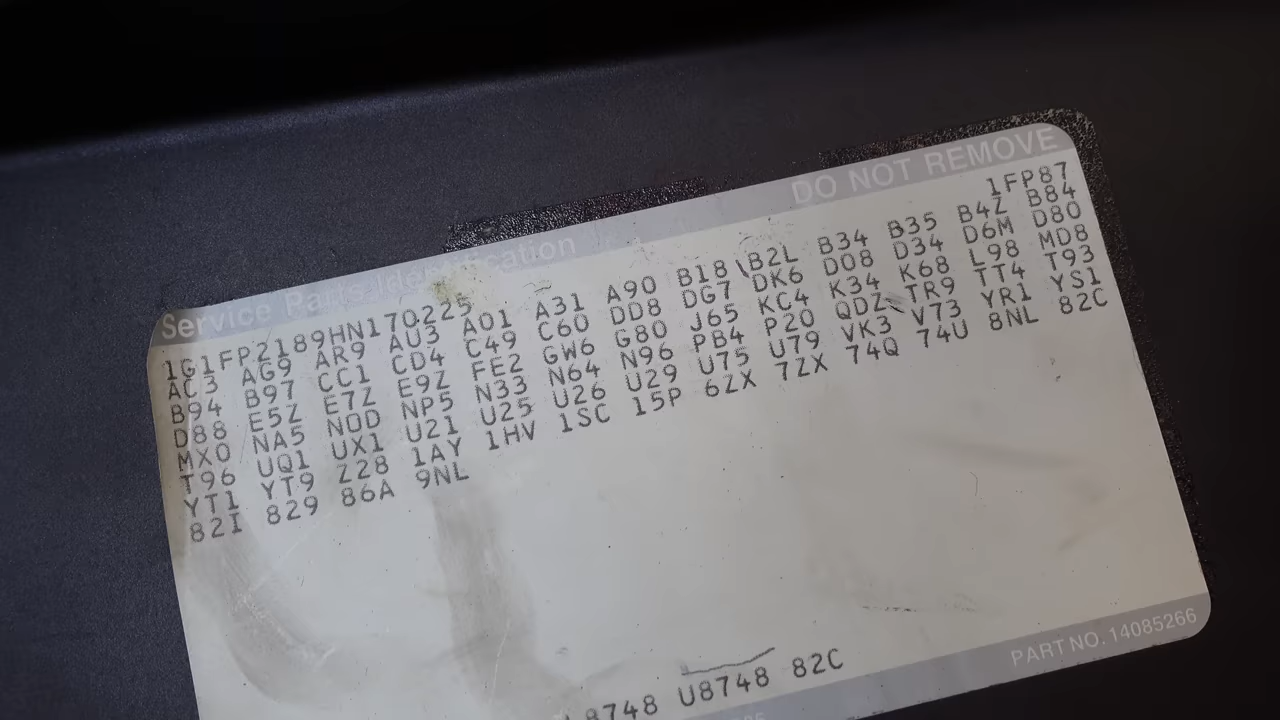 Service Parts Identification DO NOT REMOVE
1G1FP2189HN170225 1FP87
AC3 AG9 AR9 AU3 A01 A31 A90 B18 B2L B34 B35 B4Z B84
B94 B97 CC1 CD4 C49 C60 DD8 DG7 DK6 D08 D34 D6M D80
D88 E5Z E7Z E9Z FE2 GW6 G80 J65 KC4 K34 K68 L98 MD8
MX0 NA5 N0D NP5 N33 N64 N96 PB4 P20 QDZ TR9 TT4 T93
T96 UQ1 UX1 U21 U25 U26 U29 U75 U79 VK3 V73 YR1 YS1
YT1 YT9 Z28 1AY 1HV 1SC 15P 6ZX 7ZX 74Q 74U 8NL 82C
82I 829 86A 9NL
U8748 82C
PART NO. 14085266